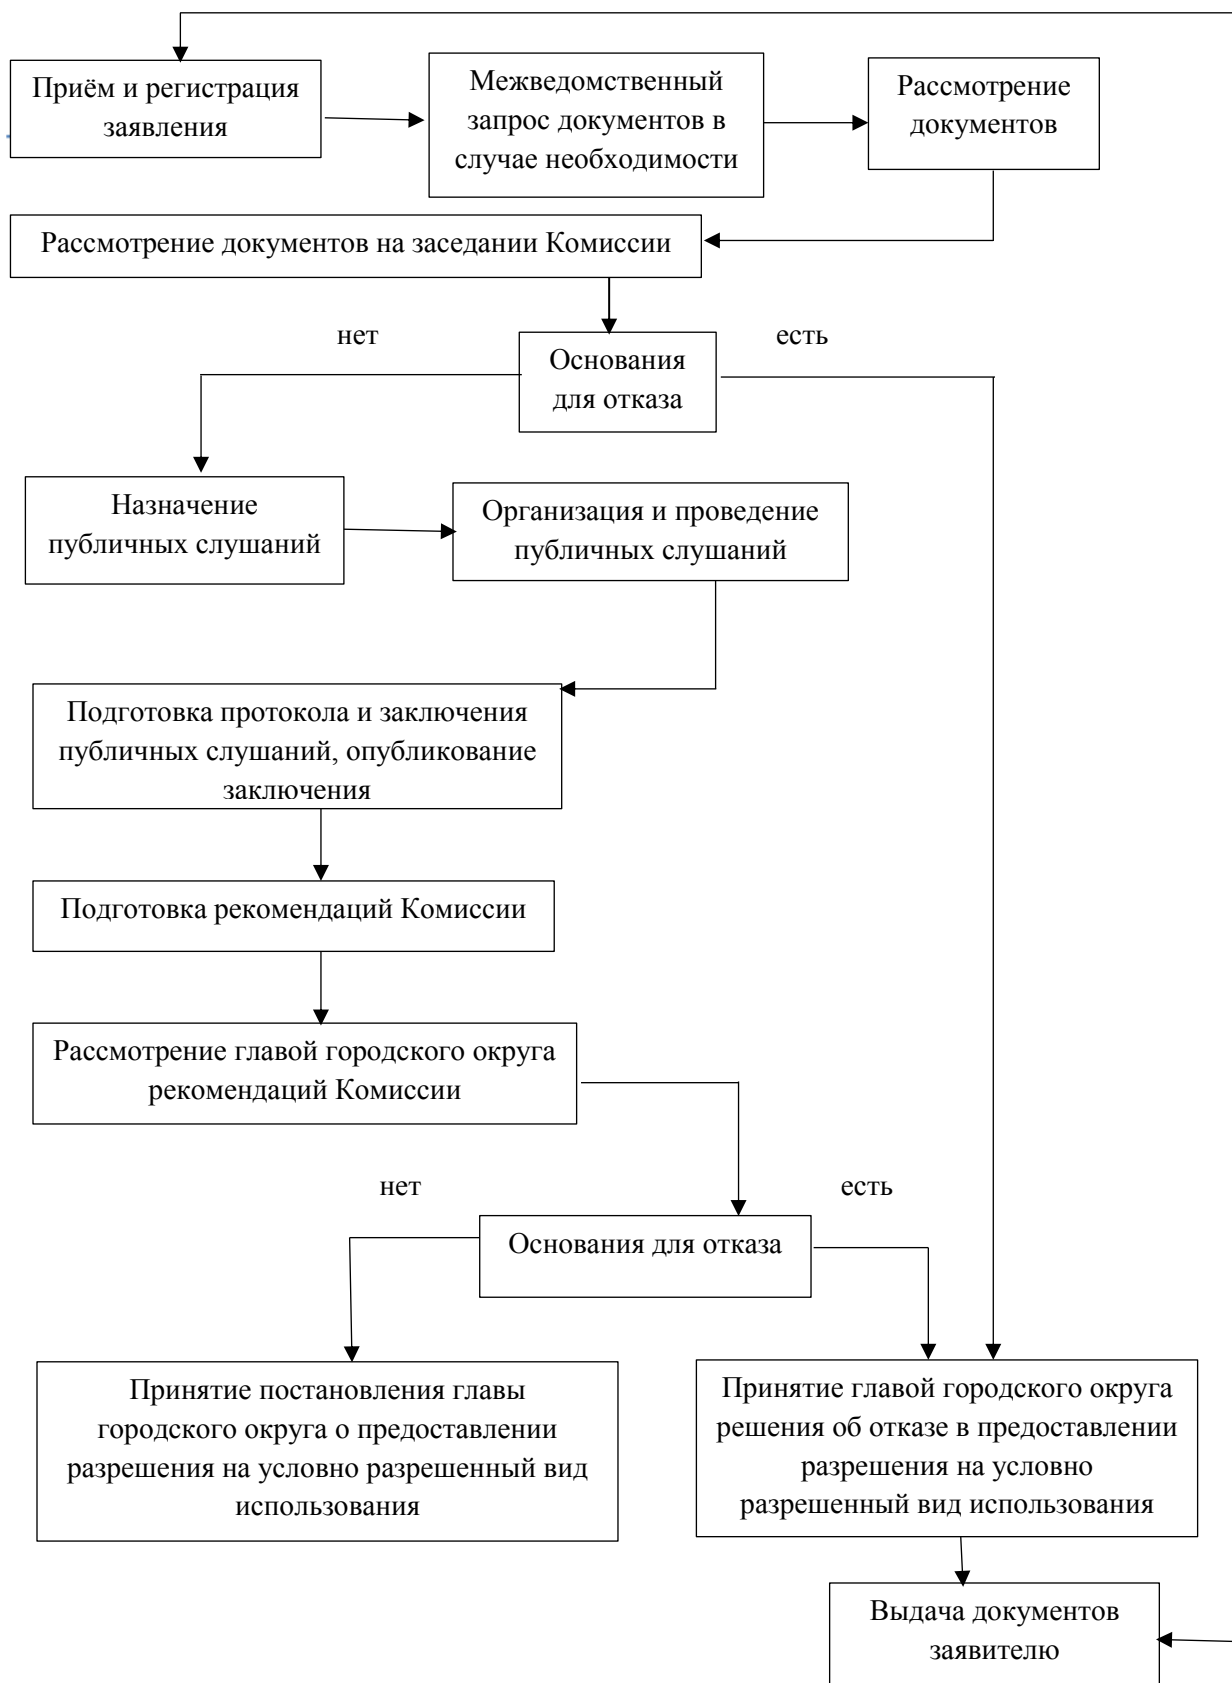 Приём и регистрация
заявления
Межведомственный
запрос документов в
случае необходимости
Рассмотрение
документов
Рассмотрение документов на заседании Комиссии
нет
есть
Основания
для отказа
Назначение
публичных слушаний
Организация и проведение
публичных слушаний
Подготовка протокола и заключения
публичных слушаний, опубликование
заключения
Подготовка рекомендаций Комиссии
Рассмотрение главой городского округа
рекомендаций Комиссии
нет
есть
Основания для отказа
Принятие постановления главы
городского округа о предоставлении
разрешения на условно разрешенный вид
использования
Принятие главой городского округа
решения об отказе в предоставлении
разрешения на условно
разрешенный вид использования
Выдача документов
заявителю